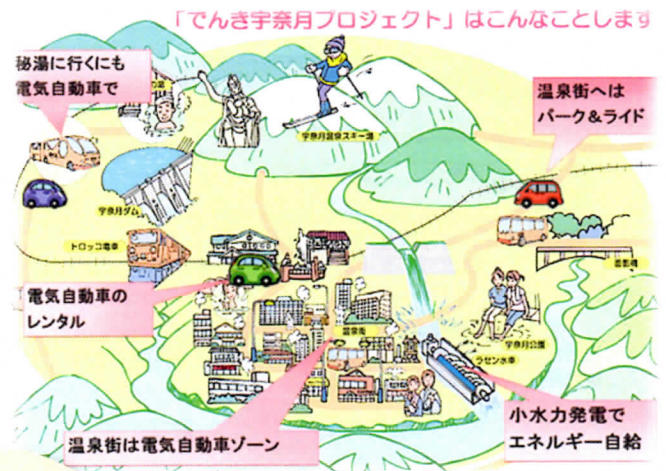 「でんき宇奈月プロジェクト」はこんなことします
秘湯に行くにも
電気自動車で
温泉街へは
パーク＆ライド
宇奈月温泉スキー場
宇奈月ダム
トロッコ電車
電気自動車の
レンタル
温泉街
宇奈月公園
ラセン水車
小水力発電で
エネルギー自給
温泉街は電気自動車ゾーン